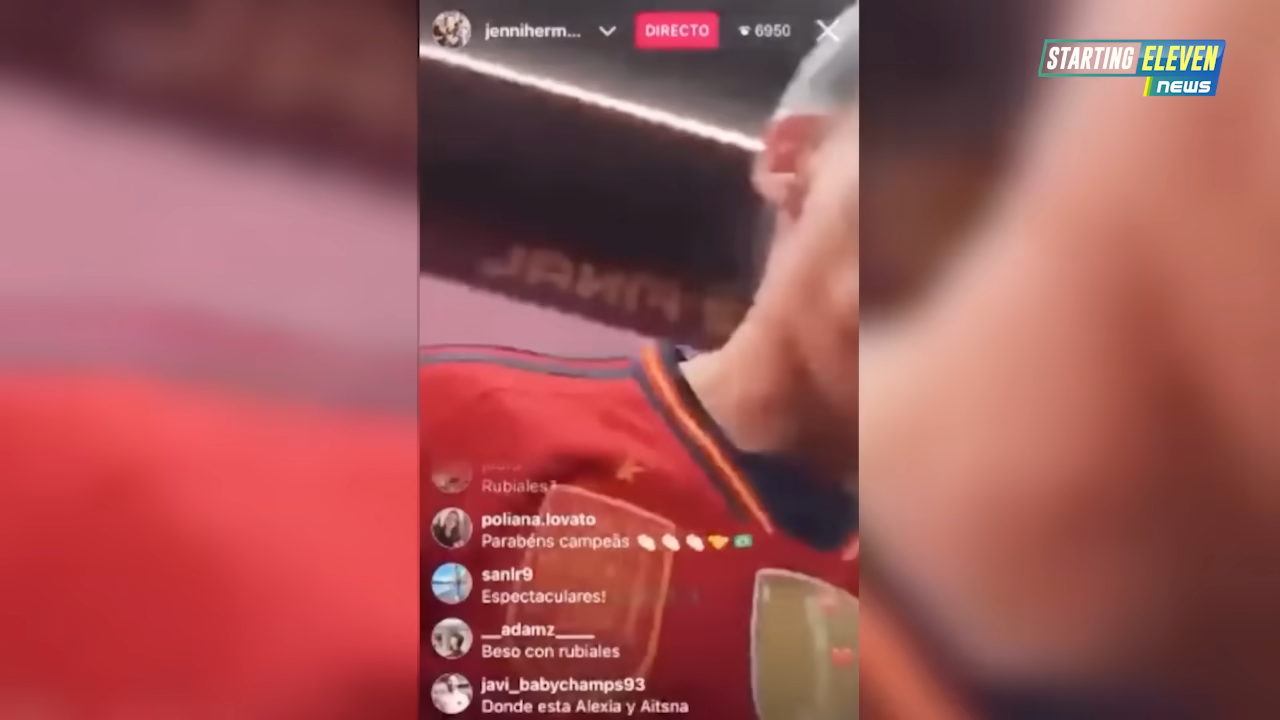 jenniherm...
DIRECTO
6950
STARTING ELEVEN
news
Rubiales?
poliana.lovato
Parabéns campeãs 👏👏👏💛🇧🇷
sanlr9
Espectaculares!
__adamz____
Beso con rubiales
javi_babychamps93
Donde esta Alexia y Aitsna